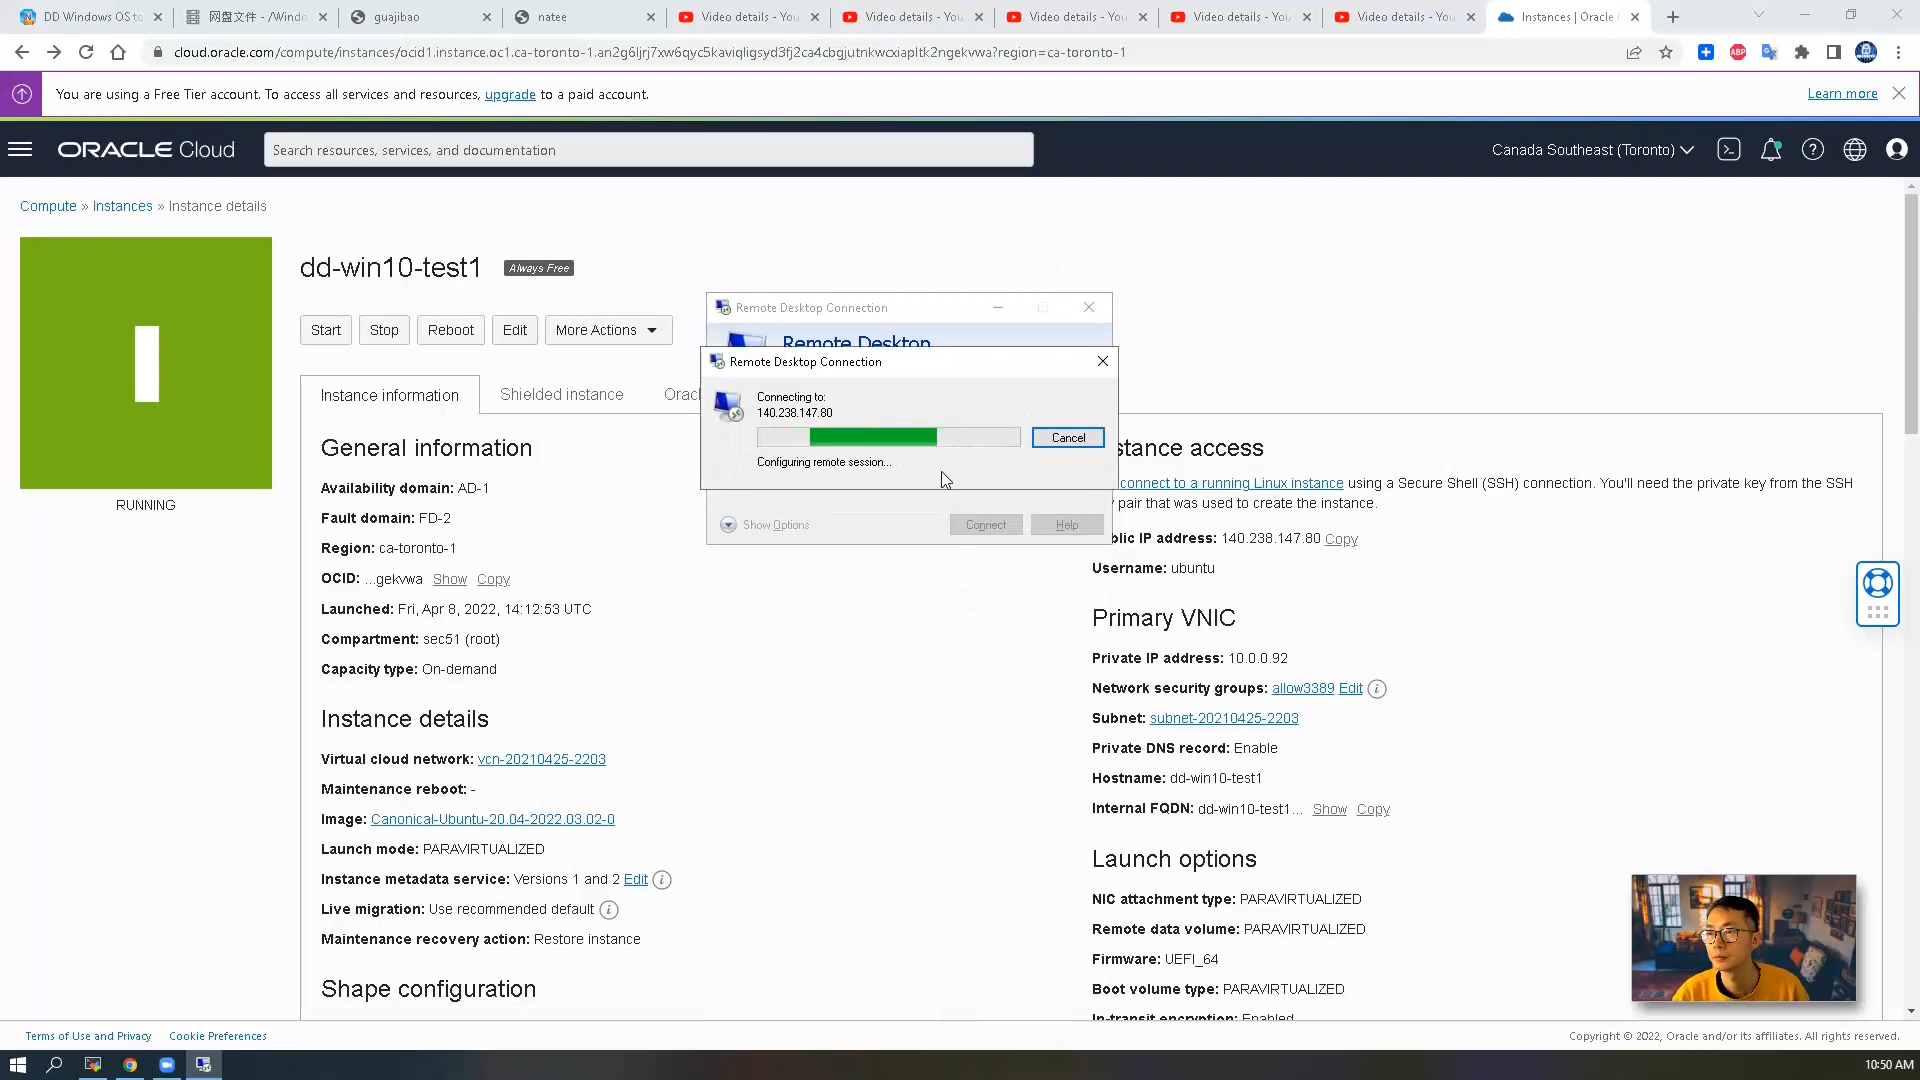 DD Windows OS to
网盘文件 - /Windo
guajibao
natee
Video details - You
Video details - You
Video details - You
Video details - You
Video details - You
Instances | Oracle
cloud.oracle.com/compute/instances/ocid1.instance.oc1.ca-toronto-1.an2g6ljrj7xw6qyc5kaviqligsyd3fj2ca4cbgjutnkwcxiapltk2ngekvwa?region=ca-toronto-1
ABP
You are using a Free Tier account. To access all services and resources, upgrade to a paid account.
Learn more
ORACLE Cloud
Search resources, services, and documentation
Canada Southeast (Toronto)
Compute » Instances » Instance details
I
RUNNING
dd-win10-test1
Always Free
Start
Stop
Reboot
Edit
More Actions
Instance information
Shielded instance
Orac
General information
Availability domain: AD-1
Fault domain: FD-2
Region: ca-toronto-1
OCID: ...gekvwa Show Copy
Launched: Fri, Apr 8, 2022, 14:12:53 UTC
Compartment: sec51 (root)
Capacity type: On-demand
Instance details
Virtual cloud network: vcn-20210425-2203
Maintenance reboot: -
Image: Canonical-Ubuntu-20.04-2022.03.02-0
Launch mode: PARAVIRTUALIZED
Instance metadata service: Versions 1 and 2 Edit
Live migration: Use recommended default
Maintenance recovery action: Restore instance
Shape configuration
Remote Desktop Connection
Remote Desktop
Remote Desktop Connection
Connecting to:
140.238.147.80
Cancel
Configuring remote session...
Show Options
Connect
Help
stance access
connect to a running Linux instance using a Secure Shell (SSH) connection. You'll need the private key from the SSH
pair that was used to create the instance.
blic IP address: 140.238.147.80 Copy
Username: ubuntu
Primary VNIC
Private IP address: 10.0.0.92
Network security groups: allow3389 Edit
Subnet: subnet-20210425-2203
Private DNS record: Enable
Hostname: dd-win10-test1
Internal FQDN: dd-win10-test1... Show Copy
Launch options
NIC attachment type: PARAVIRTUALIZED
Remote data volume: PARAVIRTUALIZED
Firmware: UEFI_64
Boot volume type: PARAVIRTUALIZED
In-transit encryption: Enabled
Terms of Use and Privacy
Cookie Preferences
Copyright © 2022, Oracle and/or its affiliates. All rights reserved.
10:50 AM